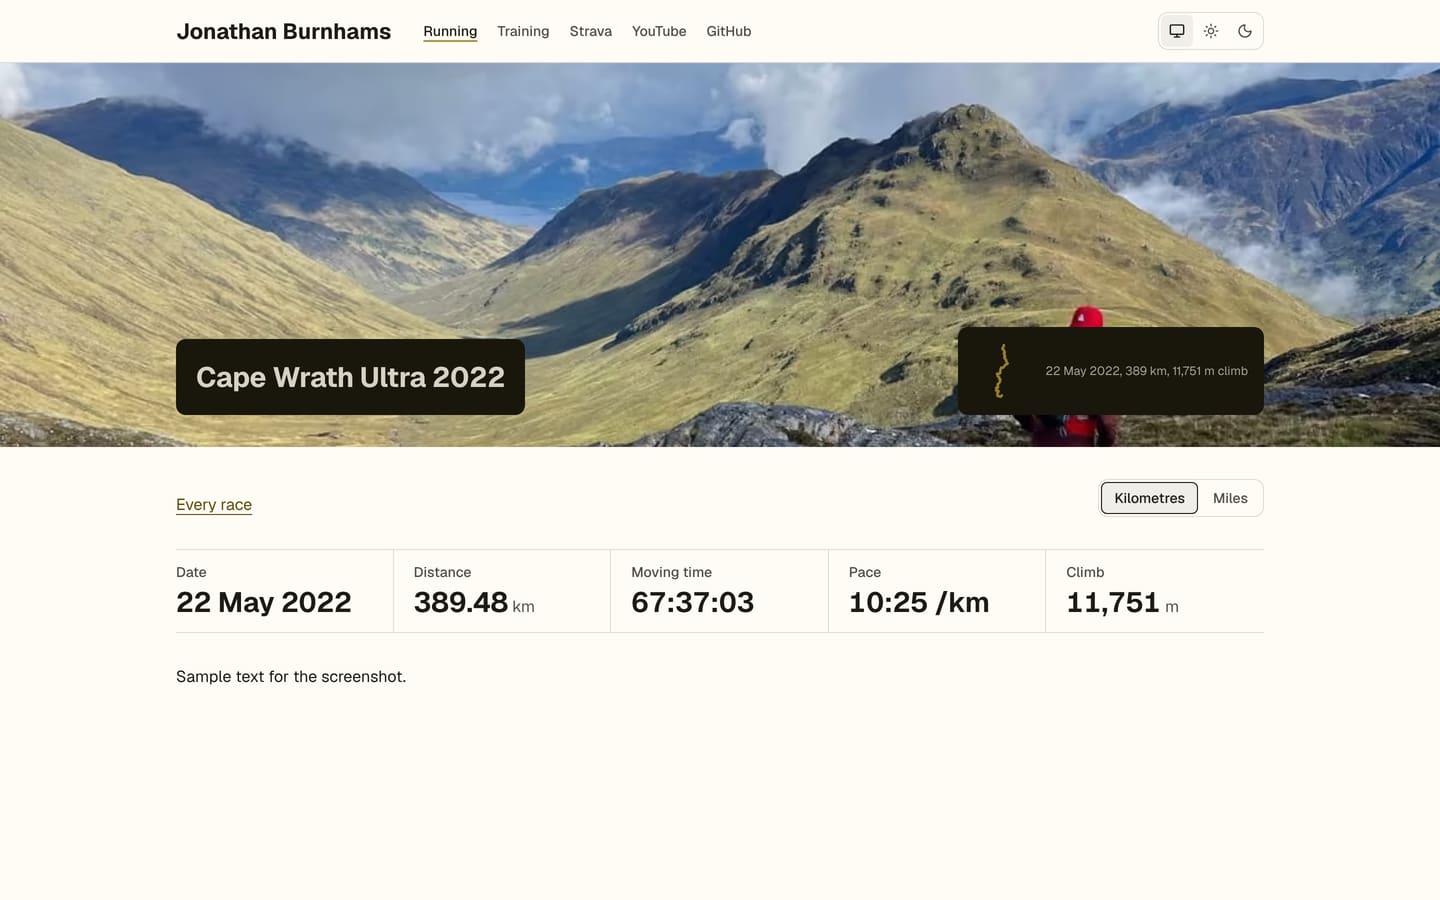 Jonathan Burnhams
Running
Training
Strava
YouTube
GitHub
Cape Wrath Ultra 2022
22 May 2022, 389 km, 11,751 m climb
Every race
Kilometres
Miles
Date
22 May 2022
Distance
389.48 km
Moving time
67:37:03
Pace
10:25 /km
Climb
11,751 m
Sample text for the screenshot.